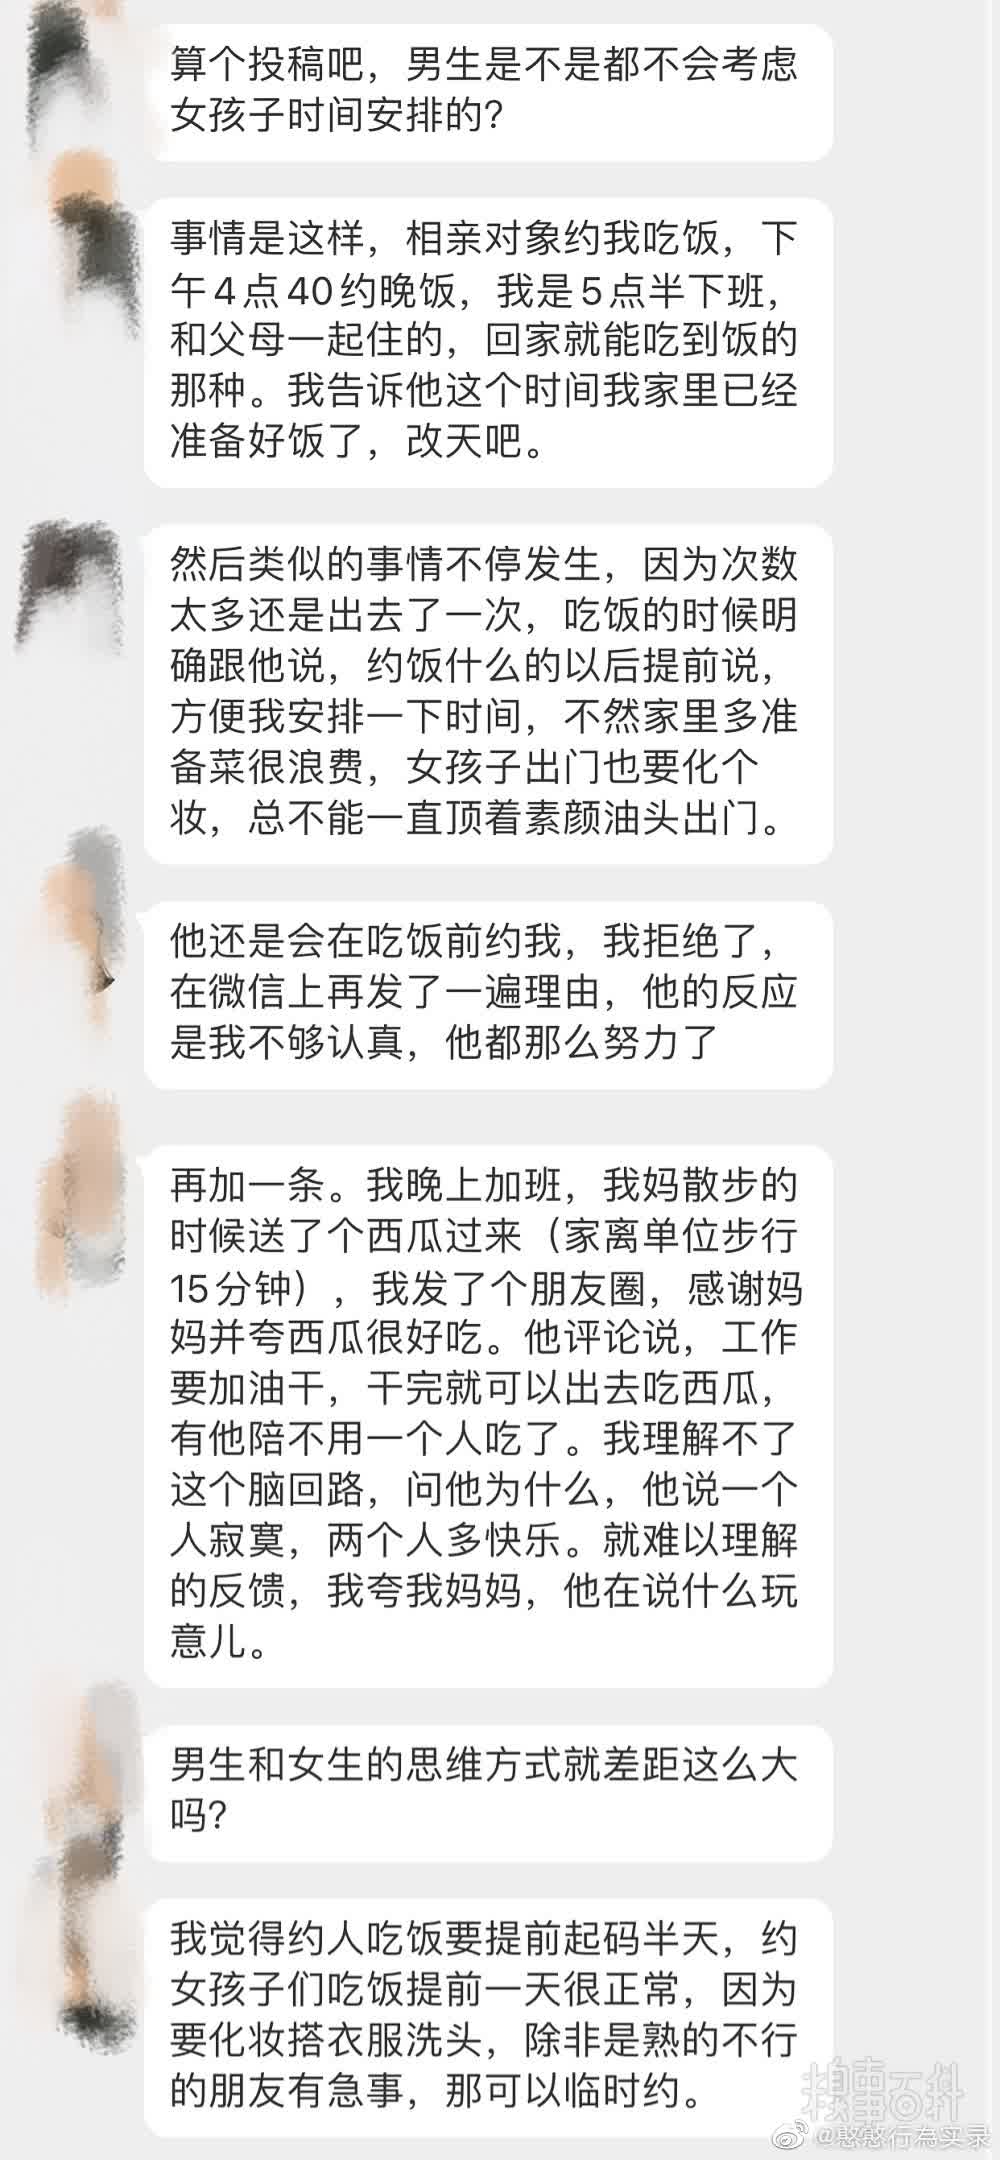 算个投稿吧，男生是不是都不会考虑
女孩子时间安排的？
事情是这样，相亲对象约我吃饭，下
午4点40约晚饭，我是5点半下班，
和父母一起住的，回家就能吃到饭的
那种。我告诉他这个时间我家里已经
准备好饭了，改天吧。
然后类似的事情不停发生，因为次数
太多还是出去了一次，吃饭的时候明
确跟他说，约饭什么的以后提前说，
方便我安排一下时间，不然家里多准
备菜很浪费，女孩子出门也要化个
妆，总不能一直顶着素颜油头出门。
他还是会在吃饭前约我，我拒绝了，
在微信上再发了一遍理由，他的反应
是我不够认真，他都那么努力了
再加一条。我晚上加班，我妈散步的
时候送了个西瓜过来（家离单位步行
15分钟），我发了个朋友圈，感谢妈
妈并夸西瓜很好吃。他评论说，工作
要加油干，干完就可以出去吃西瓜，
有他陪不用一个人吃了。我理解不了
这个脑回路，问他为什么，他说一个
人寂寞，两个人多快乐。就难以理解
的反馈，我夸我妈妈，他在说什么玩
意儿。
男生和女生的思维方式就差距这么大
吗？
我觉得约人吃饭要提前起码半天，约
女孩子们吃饭提前一天很正常，因为
要化妆搭衣服洗头，除非是熟的不行
的朋友有急事，那可以临时约。
糗事百科
@憨憨行為实录